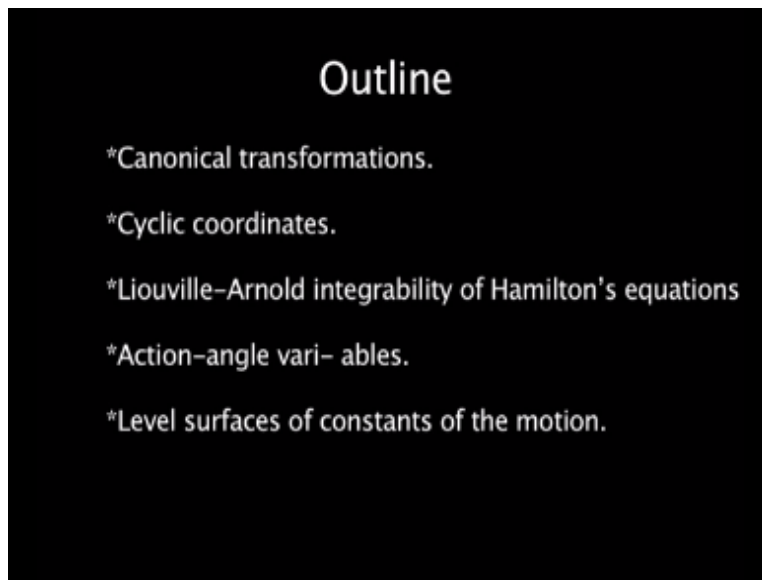 Outline
*Canonical transformations.
*Cyclic coordinates.
*Liouville–Arnold integrability of Hamilton’s equations
*Action–angle vari– ables.
*Level surfaces of constants of the motion.